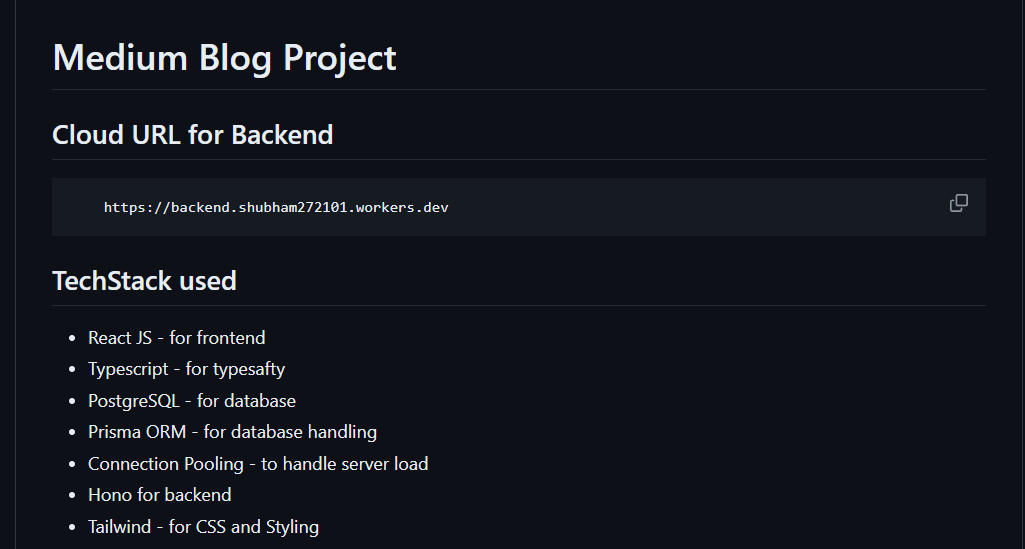 Medium Blog Project
Cloud URL for Backend
https://backend.shubham272101.workers.dev
TechStack used
React JS - for frontend
Typescript - for typesafty
PostgreSQL - for database
Prisma ORM - for database handling
Connection Pooling - to handle server load
Hono for backend
Tailwind - for CSS and Styling